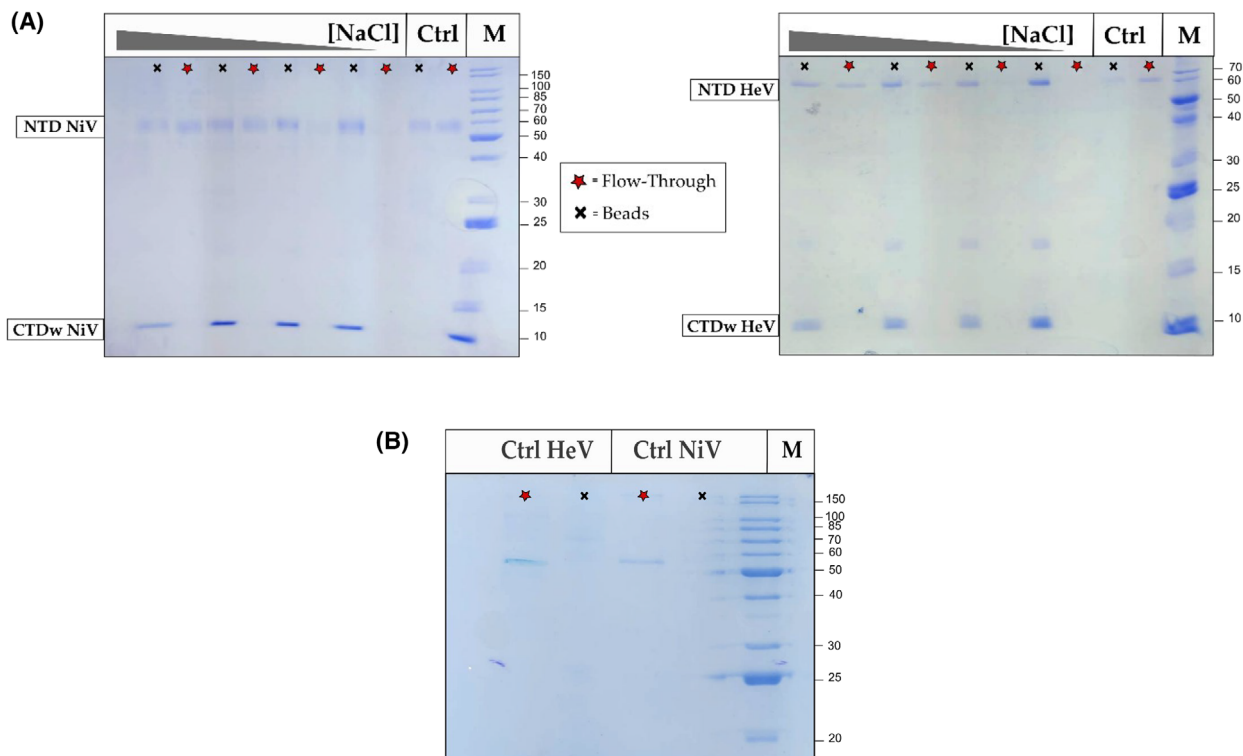 (A)
[NaCl] Ctrl M
NTD NiV
CTDw NiV
150
100
85
70
60
50
40
30
25
20
15
10
= Flow-Through
= Beads
[NaCl] Ctrl M
NTD HeV
CTDw HeV
70
60
50
40
30
25
20
15
10
(B)
Ctrl HeV Ctrl NiV M
150
100
85
70
60
50
40
30
25
20